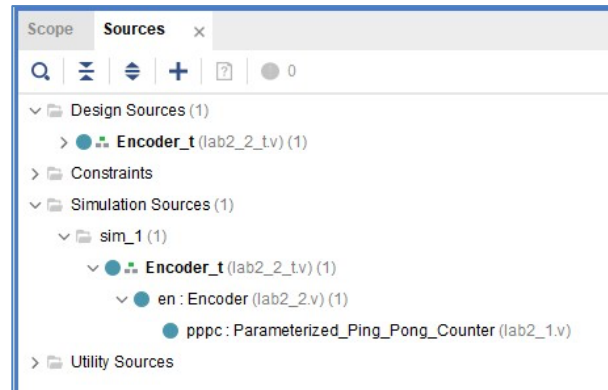 Scope Sources
0
Design Sources (1)
Encoder_t (lab2_2_t.v) (1)
Constraints
Simulation Sources (1)
sim_1 (1)
Encoder_t (lab2_2_t.v) (1)
en : Encoder (lab2_2.v) (1)
pppc : Parameterized_Ping_Pong_Counter (lab2_1.v)
Utility Sources